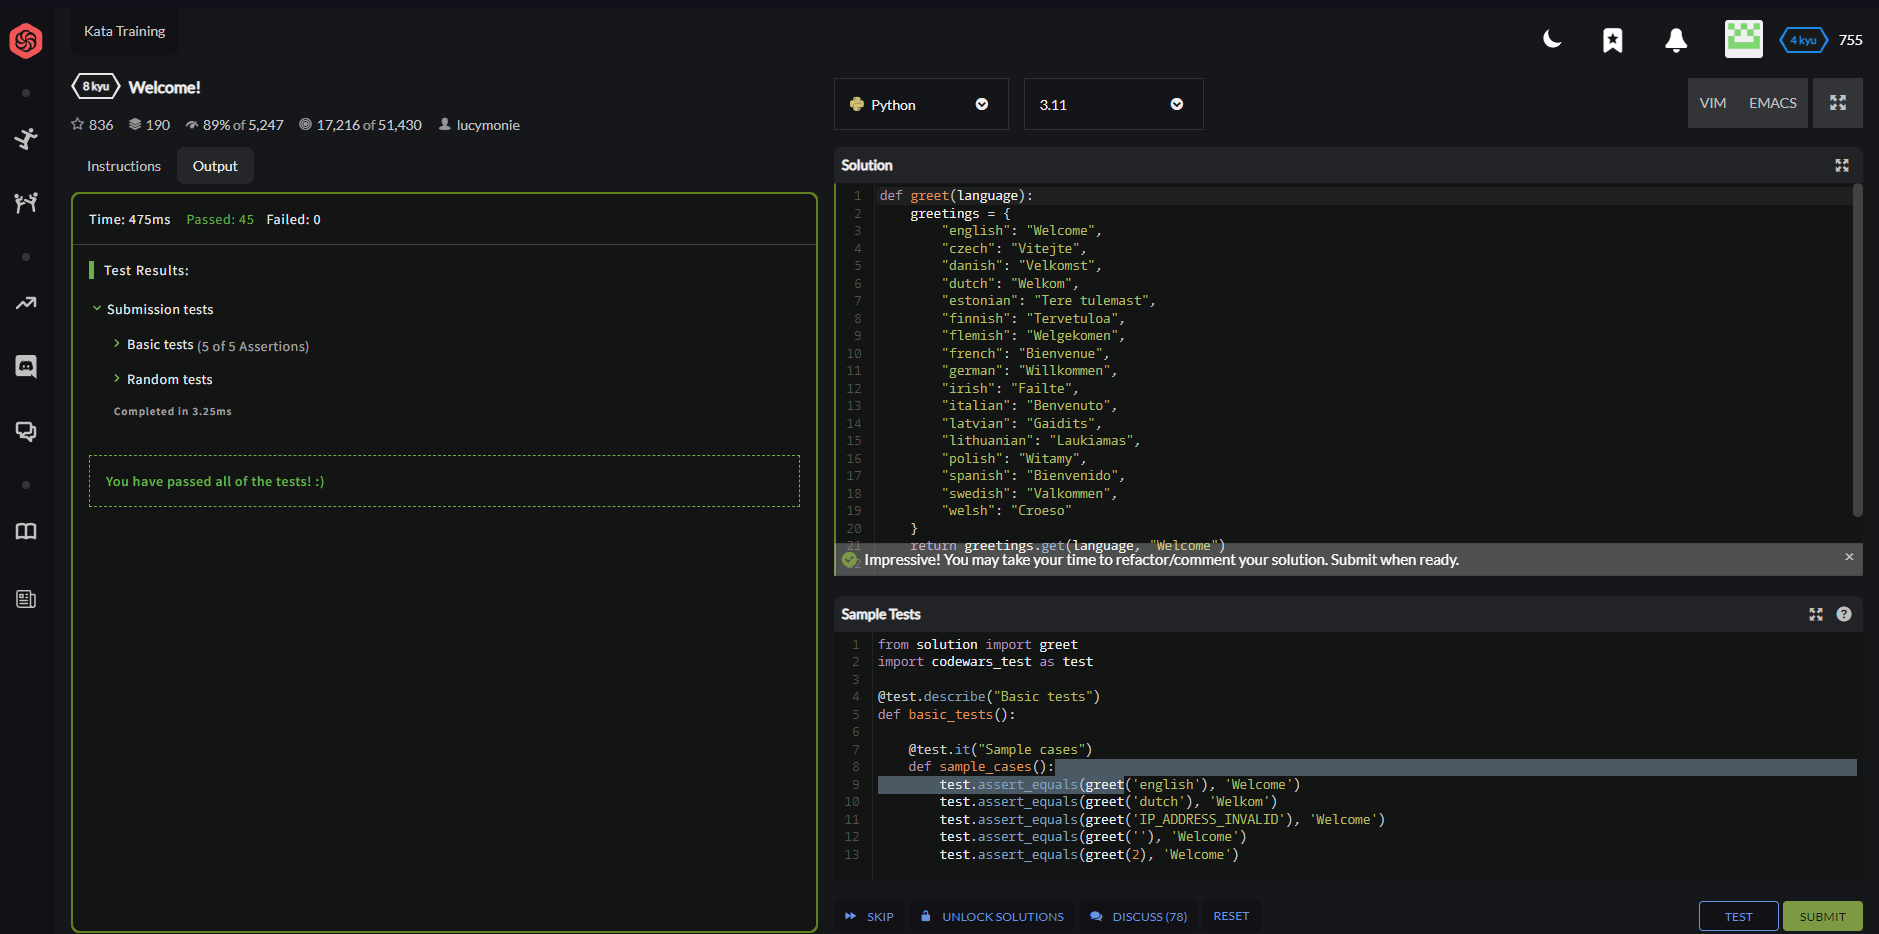 Kata Training
4 kyu
755
8 kyu
Welcome!
836
190
89% of 5,247
17,216 of 51,430
lucymonie
Instructions
Output
Time: 475ms Passed: 45 Failed: 0
Test Results:
Submission tests
Basic tests (5 of 5 Assertions)
Random tests
Completed in 3.25ms
You have passed all of the tests! :)
Python
3.11
VIM
EMACS
Solution
1 def greet(language):
2 greetings = {
3 "english": "Welcome",
4 "czech": "Vitejte",
5 "danish": "Velkomst",
6 "dutch": "Welkom",
7 "estonian": "Tere tulemast",
8 "finnish": "Tervetuloa",
9 "flemish": "Welgekomen",
10 "french": "Bienvenue",
11 "german": "Willkommen",
12 "irish": "Failte",
13 "italian": "Benvenuto",
14 "latvian": "Gaidits",
15 "lithuanian": "Laukiamas",
16 "polish": "Witamy",
17 "spanish": "Bienvenido",
18 "swedish": "Valkommen",
19 "welsh": "Croeso"
20 }
21 return greetings.get(language, "Welcome")
Impressive! You may take your time to refactor/comment your solution. Submit when ready.
Sample Tests
1 from solution import greet
2 import codewars_test as test
3
4 @test.describe("Basic tests")
5 def basic_tests():
6
7 @test.it("Sample cases")
8 def sample_cases():
9 test.assert_equals(greet('english'), 'Welcome')
10 test.assert_equals(greet('dutch'), 'Welkom')
11 test.assert_equals(greet('IP_ADDRESS_INVALID'), 'Welcome')
12 test.assert_equals(greet(''), 'Welcome')
13 test.assert_equals(greet(2), 'Welcome')
SKIP
UNLOCK SOLUTIONS
DISCUSS (78)
RESET
TEST
SUBMIT